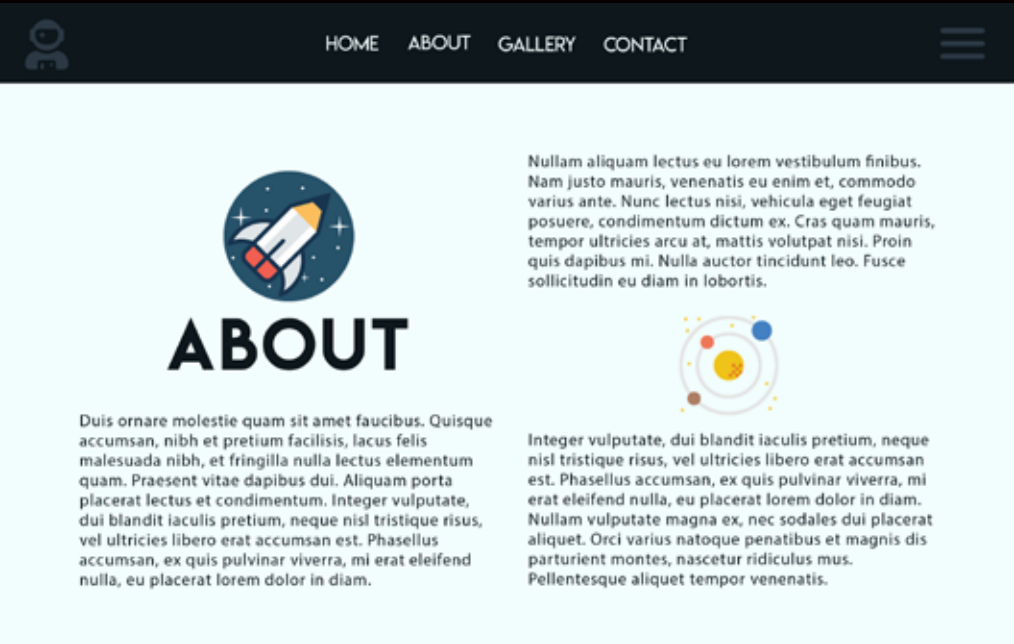 HOME ABOUT GALLERY CONTACT
ABOUT
Duis ornare molestie quam sit amet faucibus. Quisque
accumsan, nibh et pretium facilisis, lacus felis
malesuada nibh, et fringilla nulla lectus elementum
quam. Praesent vitae dapibus dui. Aliquam porta
placerat lectus et condimentum. Integer vulputate,
dui blandit iaculis pretium, neque nisl tristique risus,
vel ultricies libero erat accumsan est. Phasellus
accumsan, ex quis pulvinar viverra, mi erat eleifend
nulla, eu placerat lorem dolor in diam.
Nullam aliquam lectus eu lorem vestibulum finibus.
Nam justo mauris, venenatis eu enim et, commodo
varius ante. Nunc lectus nisi, vehicula eget feugiat
posuere, condimentum dictum ex. Cras quam mauris,
tempor ultricies arcu at, mattis volutpat nisi. Proin
quis dapibus mi. Nulla auctor tincidunt leo. Fusce
sollicitudin eu diam in lobortis.
Integer vulputate, dui blandit iaculis pretium, neque
nisl tristique risus, vel ultricies libero erat accumsan
est. Phasellus accumsan, ex quis pulvinar viverra, mi
erat eleifend nulla, eu placerat lorem dolor in diam.
Nullam vulputate magna ex, nec sodales dui placerat
aliquet. Orci varius natoque penatibus et magnis dis
parturient montes, nascetur ridiculus mus.
Pellentesque aliquet tempor venenatis.